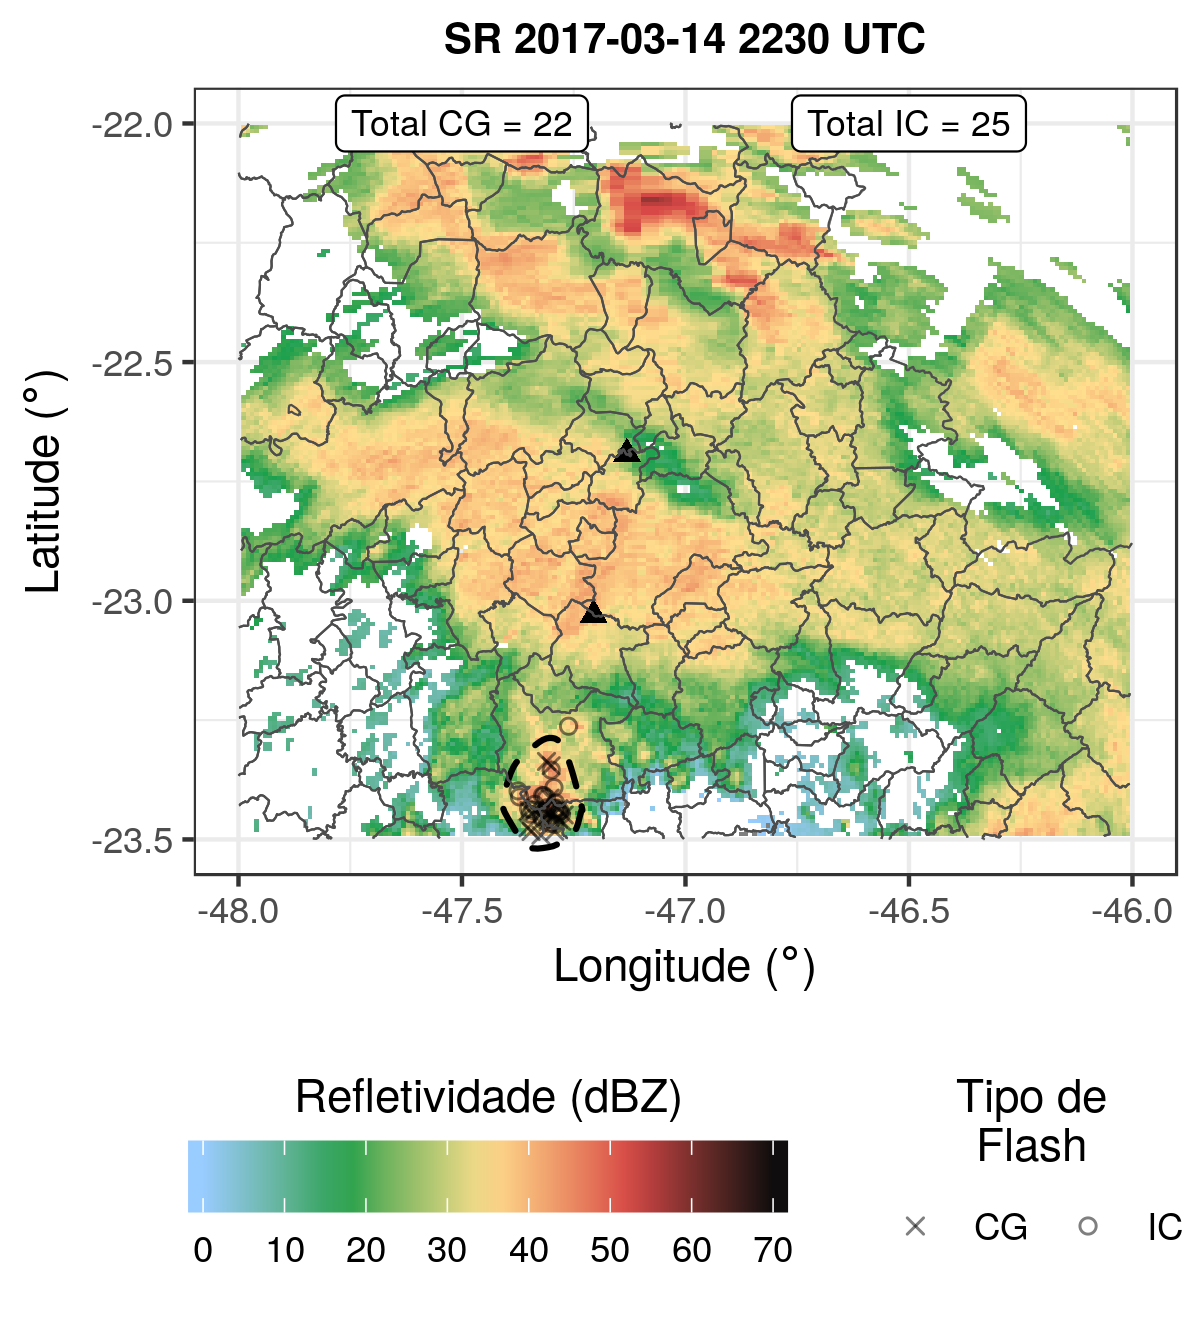 SR 2017-03-14 2230 UTC
Total CG = 22
Total IC = 25
-22.0
-22.5
-23.0
-23.5
Latitude (°)
-48.0
-47.5
-47.0
-46.5
-46.0
Longitude (°)
Refletividade (dBZ)
0 10 20 30 40 50 60 70
Tipo de
Flash
CG
IC